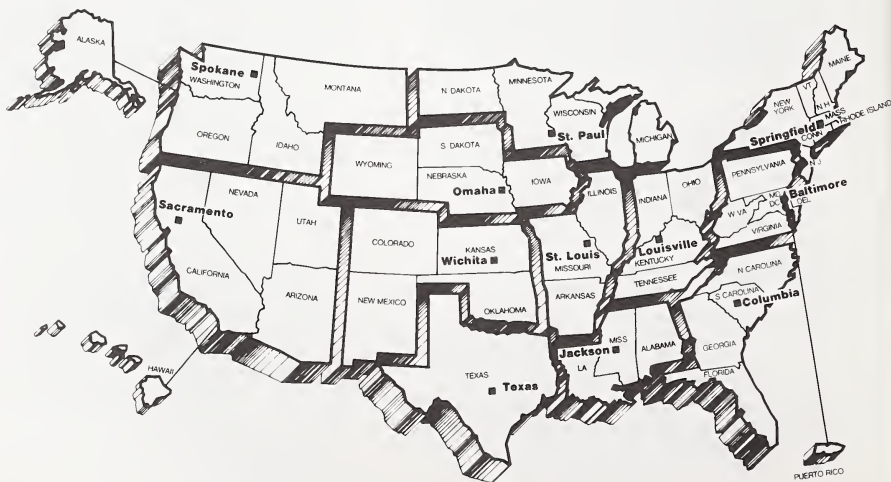 ALASKA
Spokane
WASHINGTON
MONTANA
N DAKOTA
MINNESOTA
MAINE
VT
N H
NEW
YORK
MASS
RHODE ISLAND
CONN
Springfield
OREGON
IDAHO
WYOMING
S DAKOTA
WISCONSIN
St. Paul
MICHIGAN
NEBRASKA
Omaha
IOWA
ILLINOIS
INDIANA
OHIO
PENNSYLVANIA
N J
Baltimore
MD
DC
DEL
W VA
VIRGINIA
NEVADA
Sacramento
UTAH
CALIFORNIA
COLORADO
KANSAS
Wichita
St. Louis
MISSOURI
Louisville
KENTUCKY
TENNESSEE
N CAROLINA
S CAROLINA
Columbia
ARIZONA
NEW MEXICO
OKLAHOMA
ARKANSAS
MISS
Jackson
LA
ALABAMA
GEORGIA
FLORIDA
TEXAS
Texas
HAWAII
PUERTO RICO